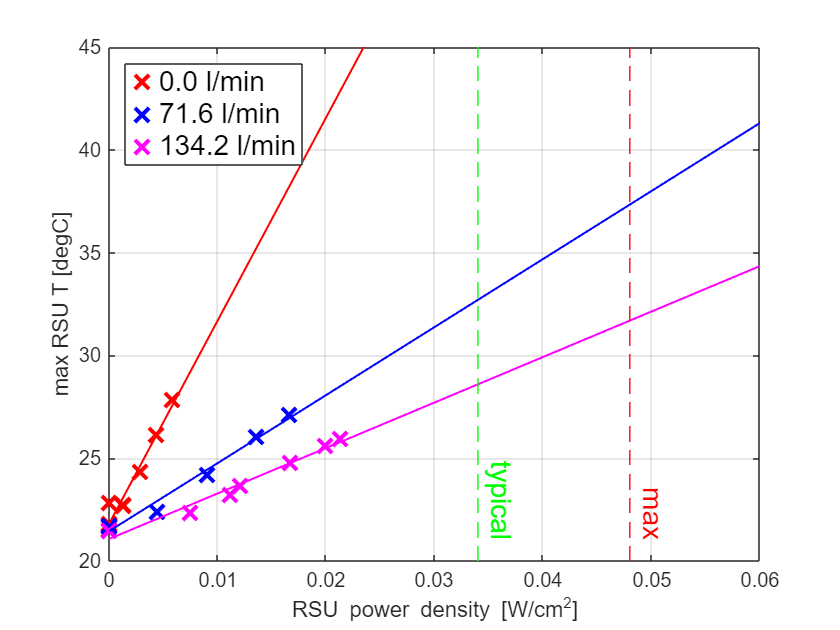 45
40
35
30
25
20
max RSU T [degC]
0.0 l/min
71.6 l/min
134.2 l/min
typical
max
0
0.01
0.02
0.03
0.04
0.05
0.06
RSU power density [W/cm²]